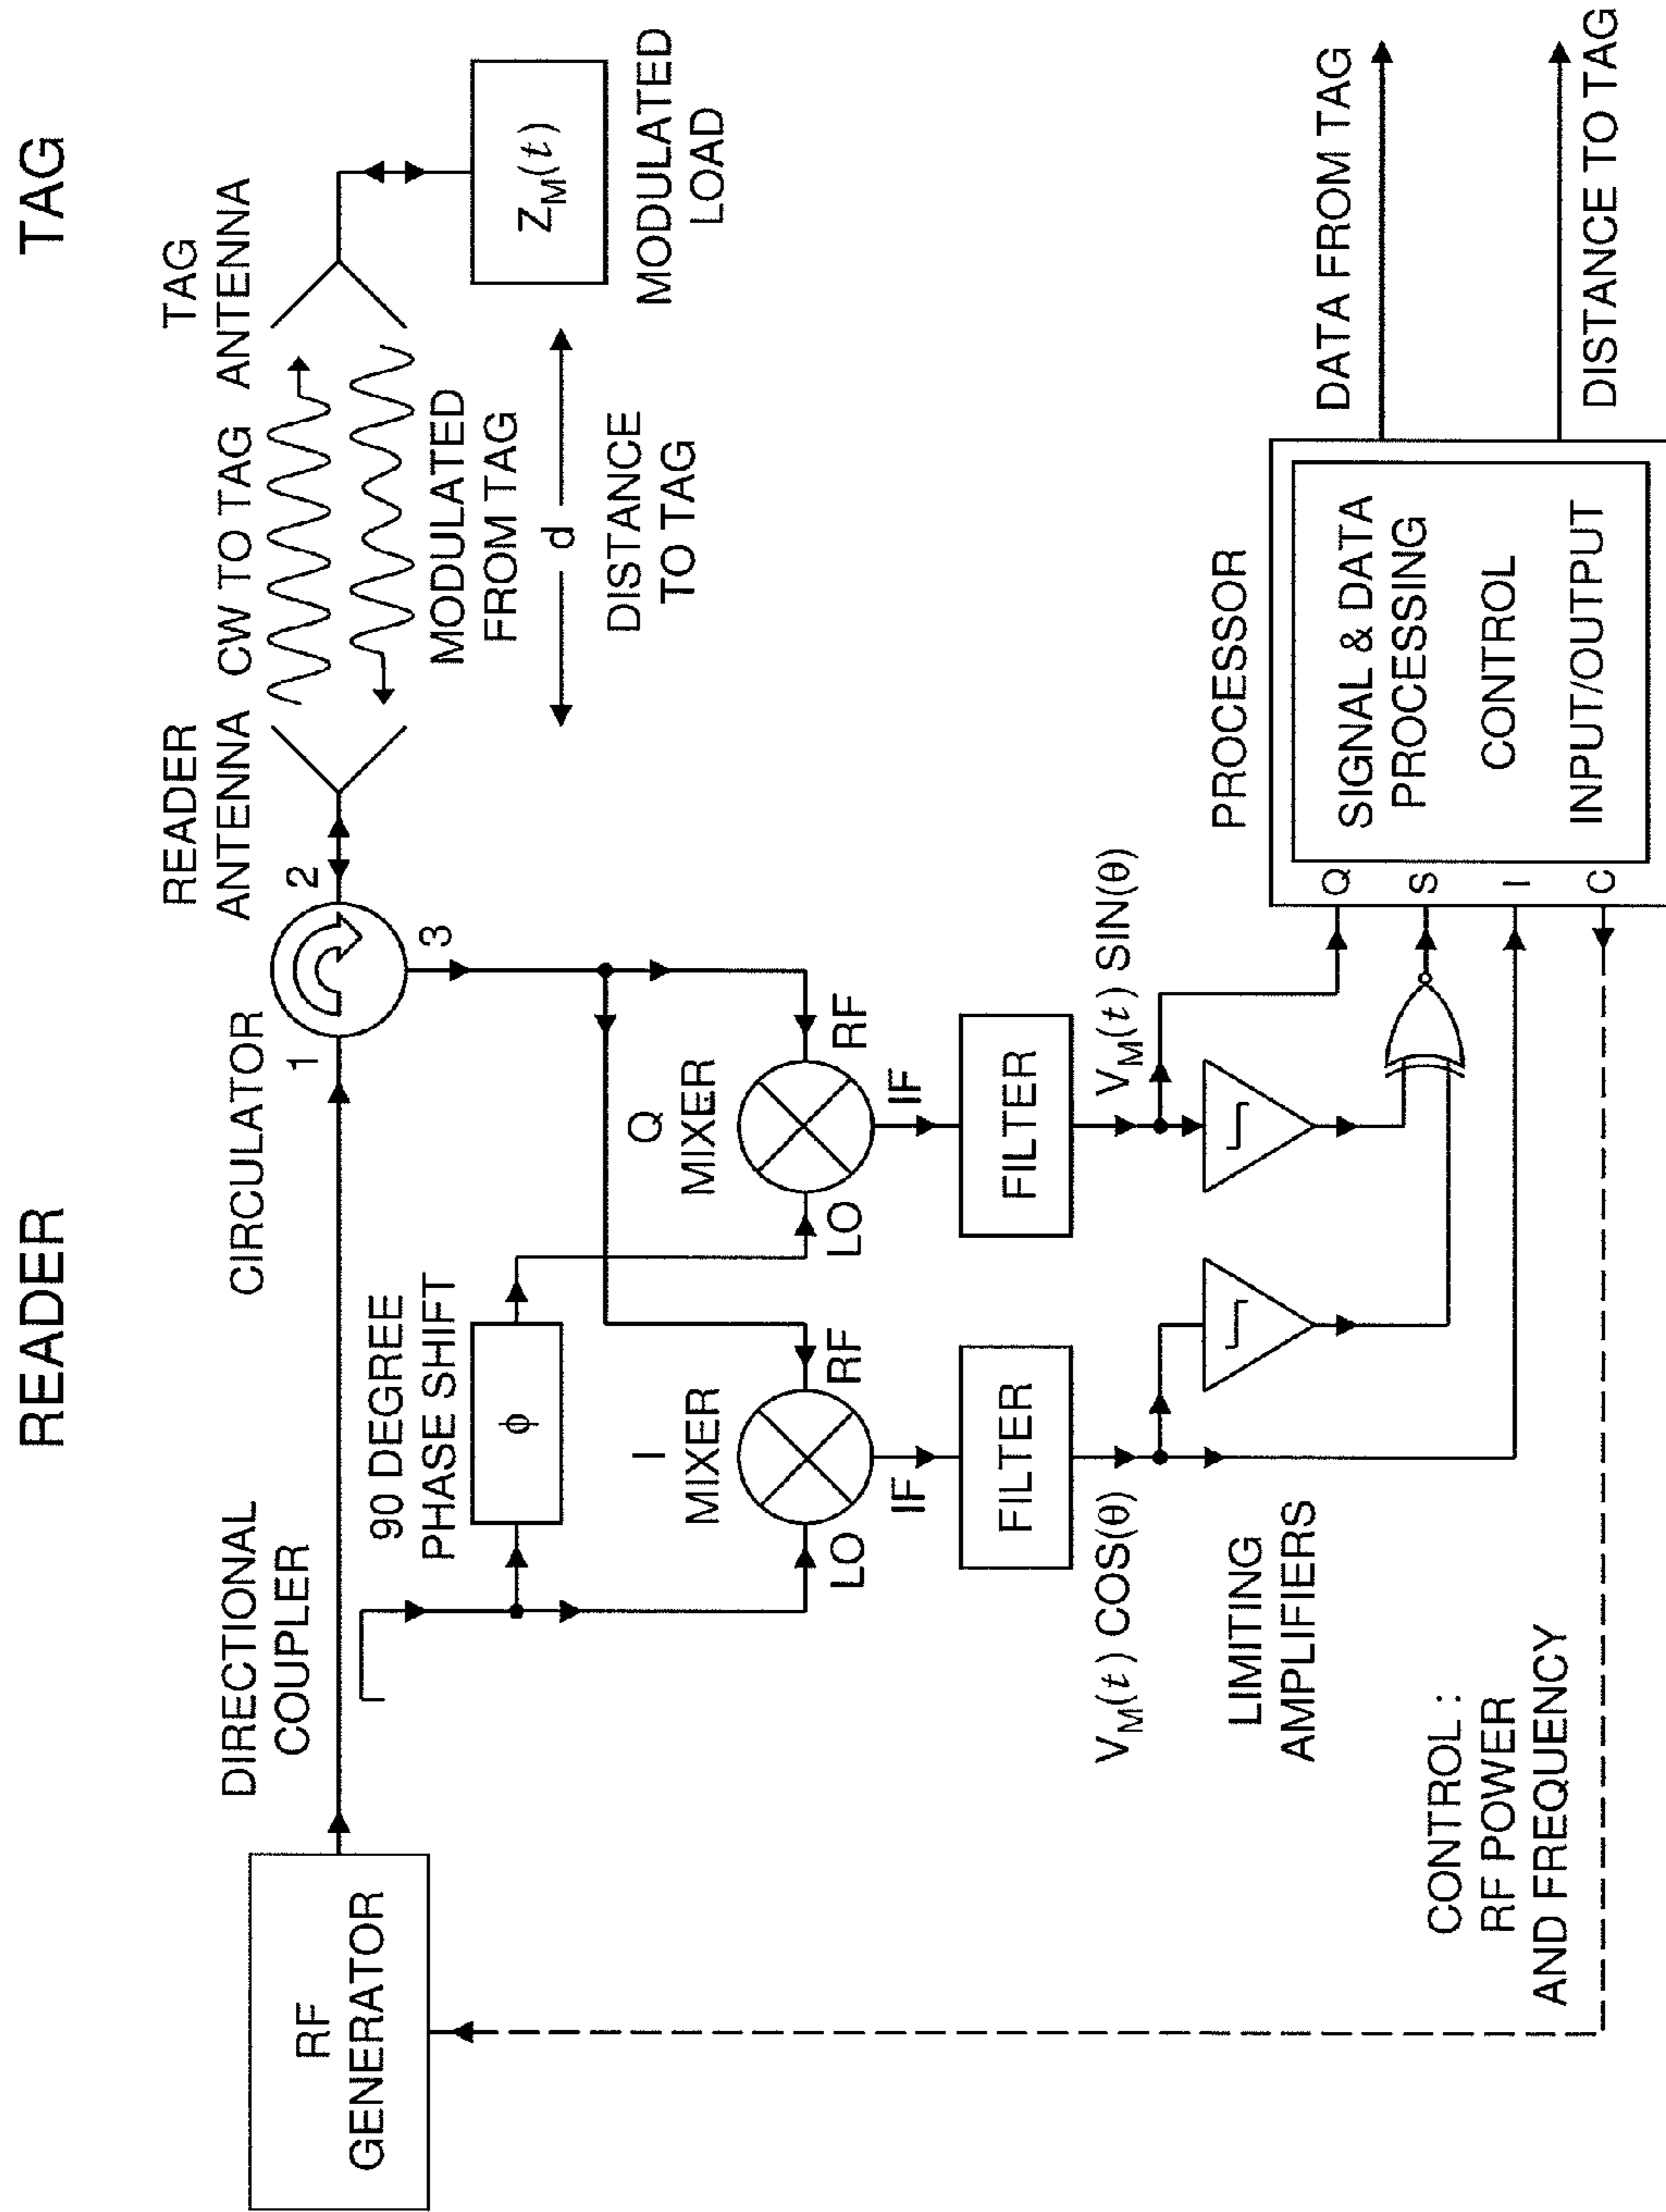 READER
TAG
RF
GENERATOR
DIRECTIONAL
COUPLER
CIRCULATOR
1
2
3
READER
ANTENNA
CW TO TAG
TAG
ANTENNA
MODULATED
FROM TAG
d
DISTANCE
TO TAG
Z_M(t)
MODULATED
LOAD
90 DEGREE
PHASE SHIFT
ϕ
I
MIXER
LO
RF
IF
Q
MIXER
LO
RF
IF
FILTER
FILTER
V_M(t) COS(θ)
V_M(t) SIN(θ)
LIMITING
AMPLIFIERS
CONTROL :
RF POWER
AND FREQUENCY
PROCESSOR
Q
S
I
C
SIGNAL & DATA
PROCESSING
CONTROL
INPUT/OUTPUT
DATA FROM TAG
DISTANCE TO TAG